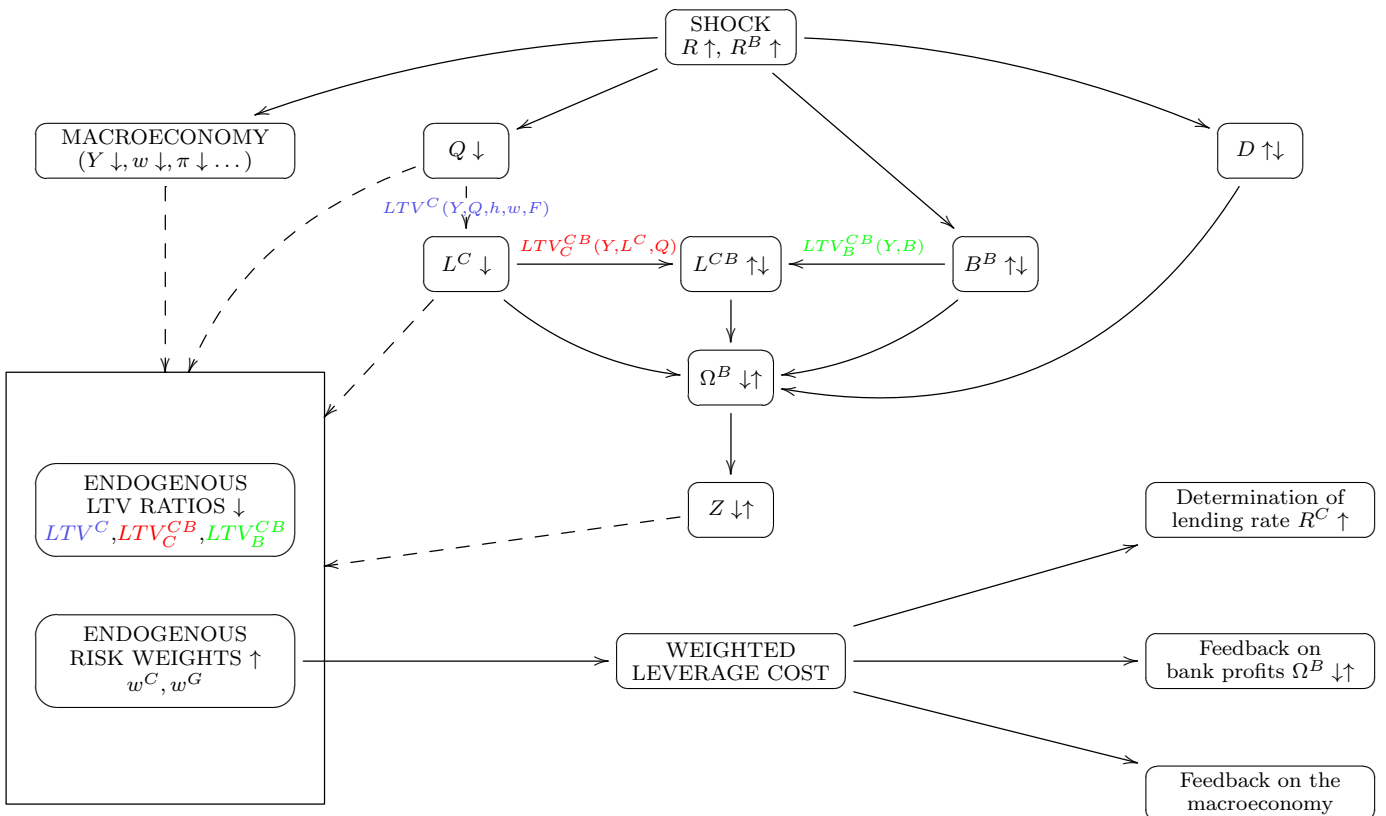 SHOCK
R ↑, R^B ↑
MACROECONOMY
(Y ↓, w ↓, π ↓ ...)
Q ↓
D ↑↓
LTV^C(Y,Q,h,w,F)
L^C ↓
LTV_C^{CB}(Y,L^C,Q)
L^{CB} ↑↓
LTV_B^{CB}(Y,B)
B^B ↑↓
Ω^B ↓↑
Z ↓↑
ENDOGENOUS
LTV RATIOS ↓
LTV^C,LTV_C^{CB},LTV_B^{CB}
Determination of
lending rate R^C ↑
ENDOGENOUS
RISK WEIGHTS ↑
w^C, w^G
WEIGHTED
LEVERAGE COST
Feedback on
bank profits Ω^B ↓↑
Feedback on the
macroeconomy